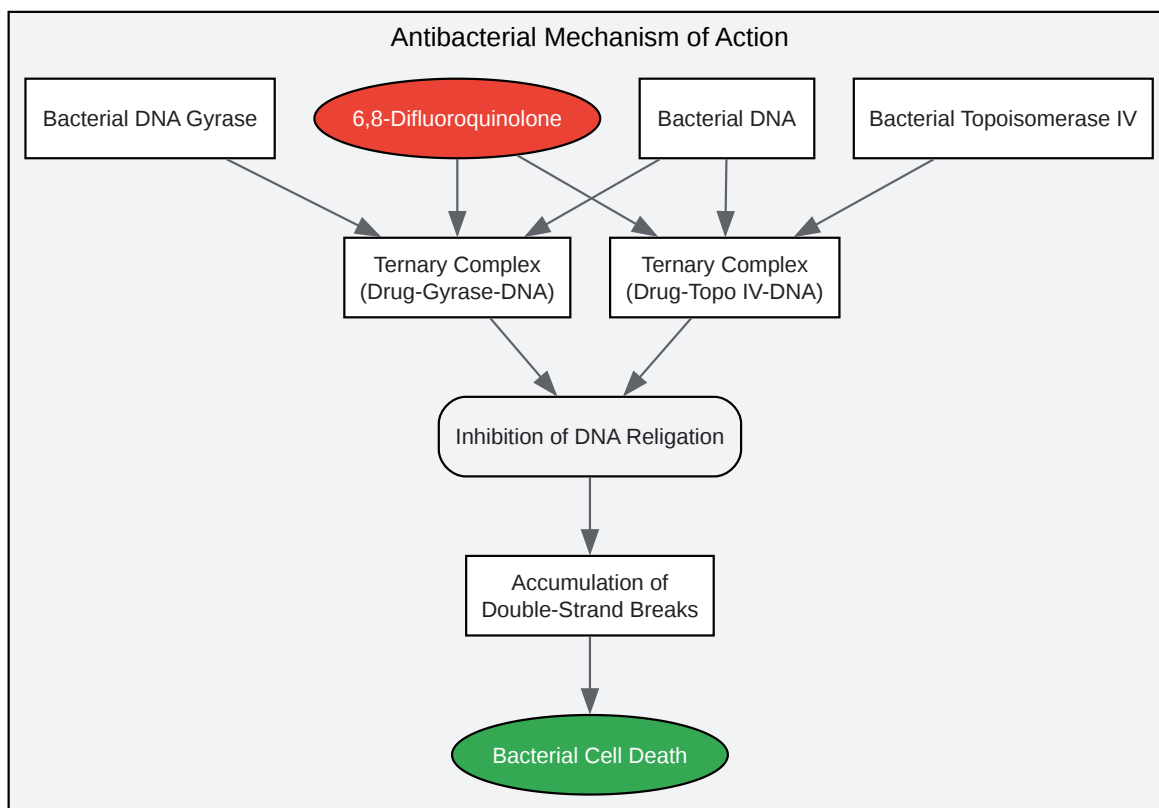 Antibacterial Mechanism of Action
Bacterial DNA Gyrase
6,8-Difluoroquinolone
Bacterial DNA
Bacterial Topoisomerase IV
Ternary Complex
(Drug-Gyrase-DNA)
Ternary Complex
(Drug-Topo IV-DNA)
Inhibition of DNA Religation
Accumulation of
Double-Strand Breaks
Bacterial Cell Death